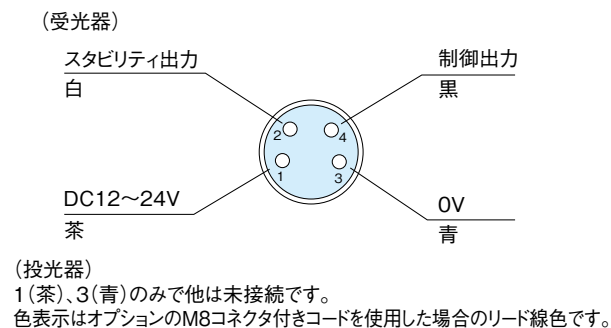 （受光器）
スタビリティ出力
白
制御出力
黒
2
4
1
3
DC12～24V
茶
0V
青
（投光器）
1（茶）、3（青）のみで他は未接続です。
色表示はオプションのM8コネクタ付きコードを使用した場合のリード線色です。